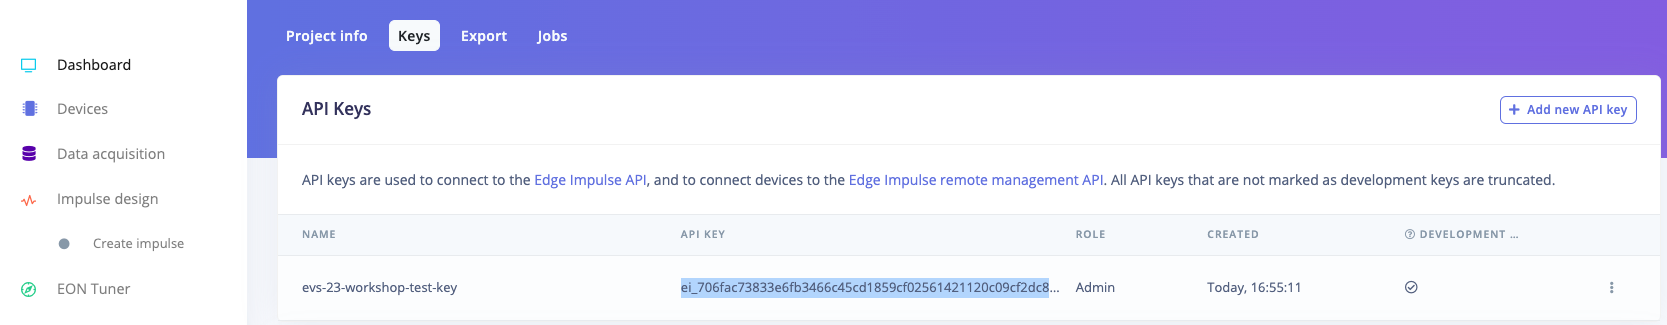 Project info Keys Export Jobs
Dashboard
Devices
Data acquisition
Impulse design
Create impulse
EON Tuner
API Keys
+ Add new API key
API keys are used to connect to the Edge Impulse API, and to connect devices to the Edge Impulse remote management API. All API keys that are not marked as development keys are truncated.
NAME API KEY ROLE CREATED DEVELOPMENT ...
evs-23-workshop-test-key ei_706fac73833e6fb3466c45cd1859cf02561421120c09cf2dc8... Admin Today, 16:55:11